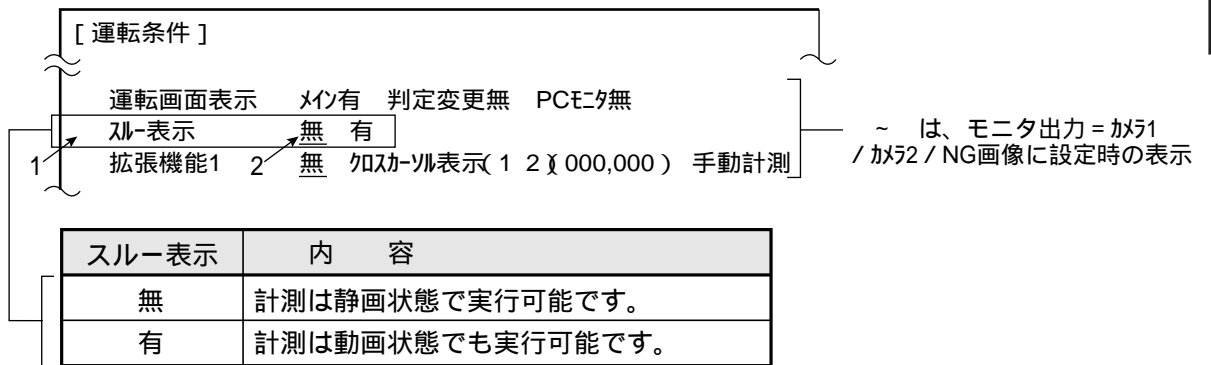 [ 運転条件 ]
運転画面表示 ﾒｲﾝ有 判定変更無 PCﾓﾆﾀ無
ｽﾙｰ表示 無 有
1 拡張機能1 2 無 ｸﾛｽｶｰｿﾙ表示( 1 2 )( 000,000 ) 手動計測
~ は、モニタ出力 = ｶﾒﾗ1
/ ｶﾒﾗ2 / NG画像に設定時の表示
スルー表示 内 容
無 計測は静画状態で実行可能です。
有 計測は動画状態でも実行可能です。